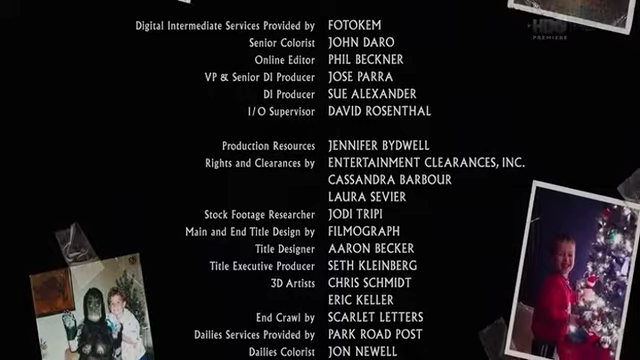 HBO
PREMIERE
Digital Intermediate Services Provided by FOTOKEM
Senior Colorist JOHN DARO
Online Editor PHIL BECKNER
VP & Senior DI Producer JOSE PARRA
DI Producer SUE ALEXANDER
I/O Supervisor DAVID ROSENTHAL
Production Resources JENNIFER BYDWELL
Rights and Clearances by ENTERTAINMENT CLEARANCES, INC.
CASSANDRA BARBOUR
LAURA SEVIER
Stock Footage Researcher JODI TRIPI
Main and End Title Design by FILMOGRAPH
Title Designer AARON BECKER
Title Executive Producer SETH KLEINBERG
3D Artists CHRIS SCHMIDT
ERIC KELLER
End Crawl by SCARLET LETTERS
Dailies Services Provided by PARK ROAD POST
Dailies Colorist JON NEWELL